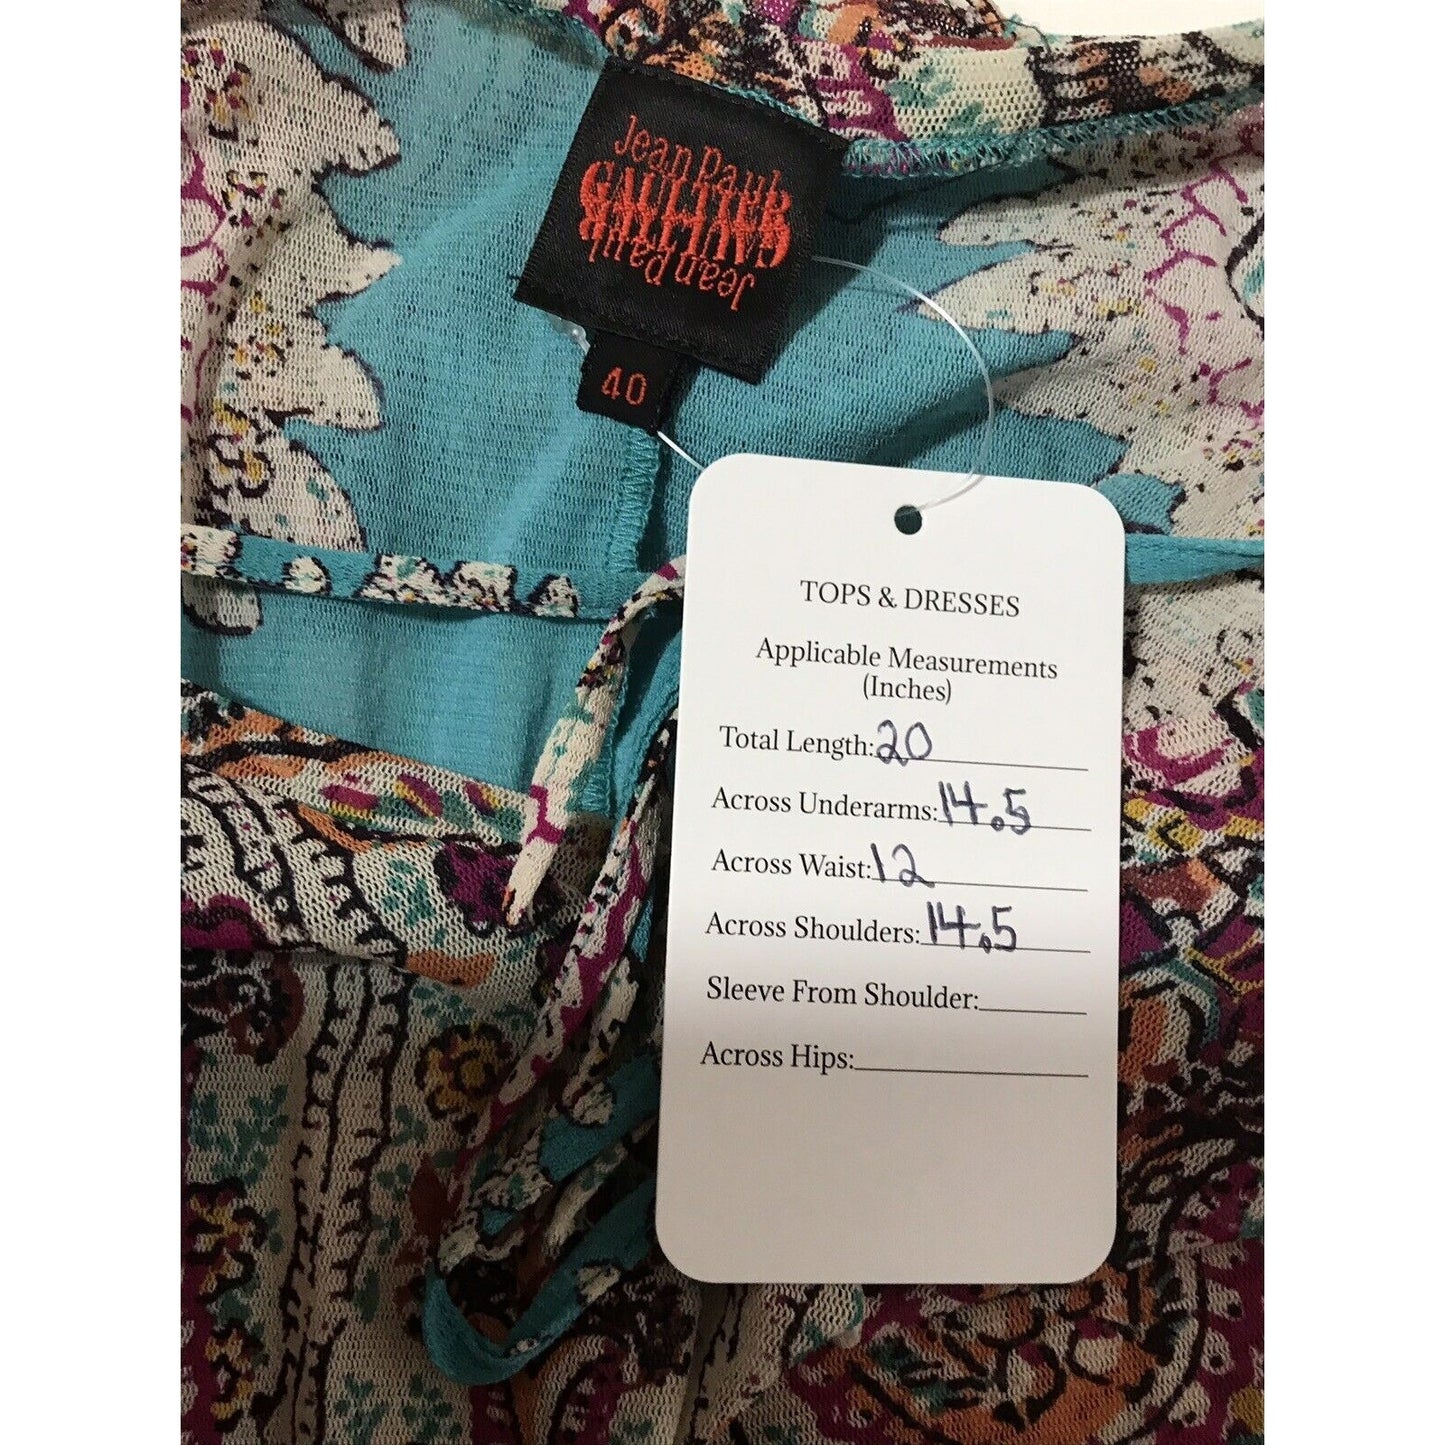 Jean Paul
GAULTIER
GAULTIER
Jean Paul
40
TOPS & DRESSES
Applicable Measurements
(Inches)
Total Length: 20
Across Underarms: 14.5
Across Waist: 12
Across Shoulders: 14.5
Sleeve From Shoulder:
Across Hips: